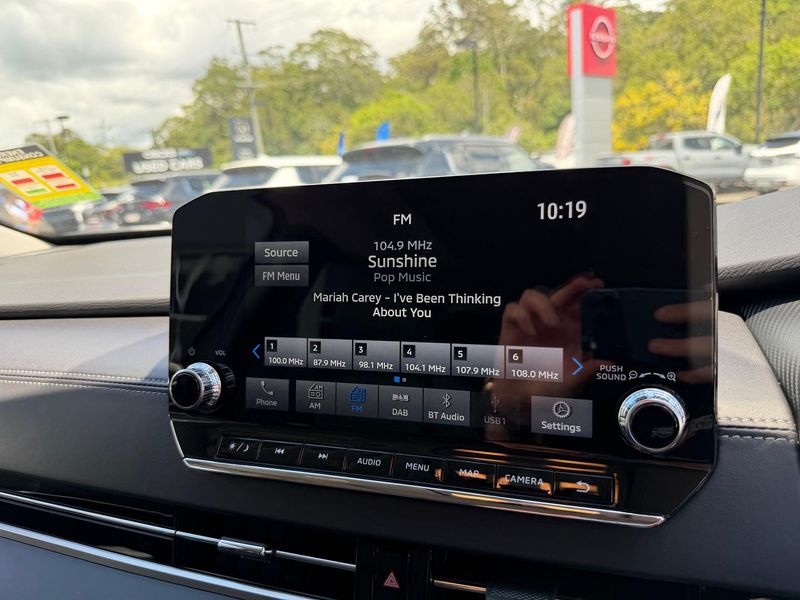 FM
10:19
Source
104.9 MHz
Sunshine
Pop Music
FM Menu
Mariah Carey - I've Been Thinking
About You
1 2 3 4 5 6
100.0 MHz 87.9 MHz 98.1 MHz 104.1 MHz 107.9 MHz 108.0 MHz
VOL
PUSH
SOUND
Phone AM FM DAB BT Audio USB1 Settings
AUDIO MENU MAP CAMERA
USED CARS